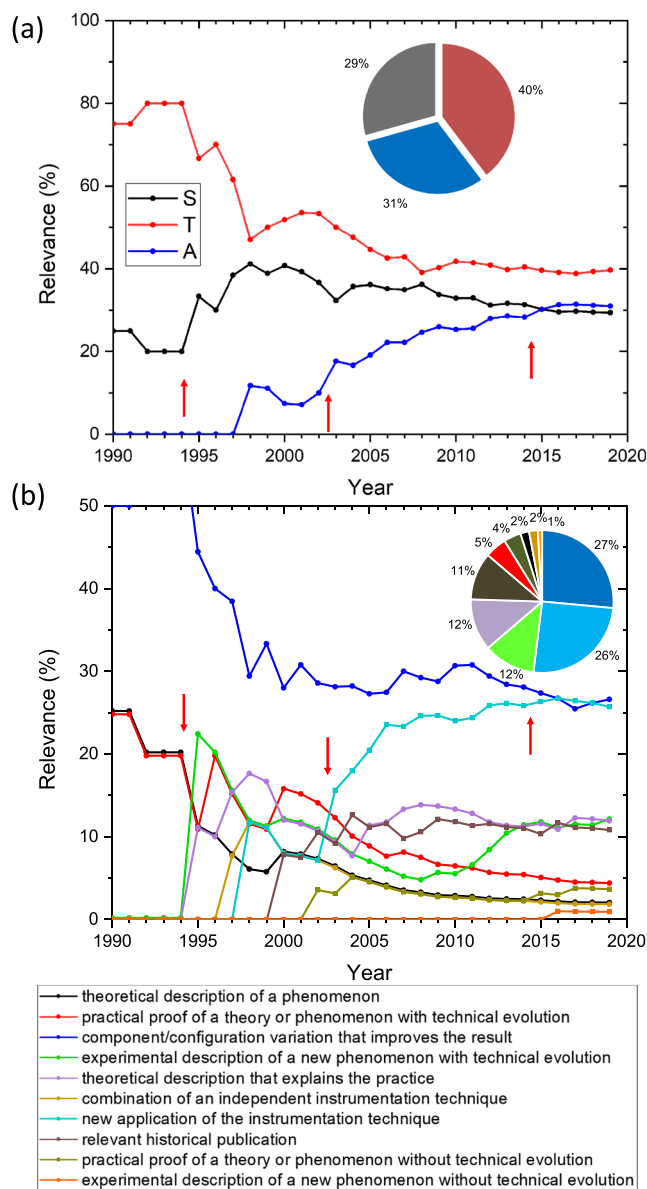 (a)
100
80
60
40
20
0
Relevance (%)
S
T
A
29%
40%
31%
1990
1995
2000
2005
2010
2015
2020
Year
(b)
50
40
30
20
10
0
Relevance (%)
2%
2%
1%
4%
5%
27%
11%
12%
12%
26%
1990
1995
2000
2005
2010
2015
2020
Year
theoretical description of a phenomenon
practical proof of a theory or phenomenon with technical evolution
component/configuration variation that improves the result
experimental description of a new phenomenon with technical evolution
theoretical description that explains the practice
combination of an independent instrumentation technique
new application of the instrumentation technique
relevant historical publication
practical proof of a theory or phenomenon without technical evolution
experimental description of a new phenomenon without technical evolution